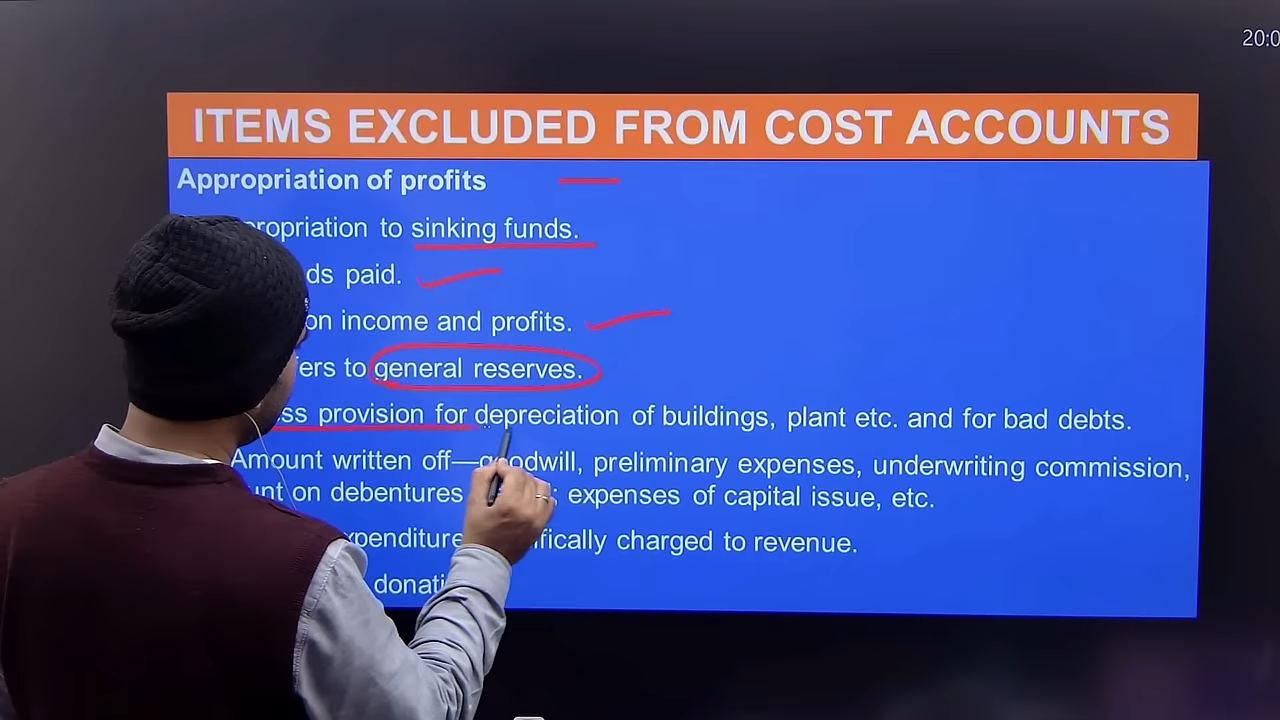 20:0
ITEMS EXCLUDED FROM COST ACCOUNTS
Appropriation of profits
propriation to sinking funds.
ds paid.
on income and profits.
ers to general reserves.
ss provision for depreciation of buildings, plant etc. and for bad debts.
Amount written off—goodwill, preliminary expenses, underwriting commission,
unt on debentures ; expenses of capital issue, etc.
xpenditure ifically charged to revenue.
donati